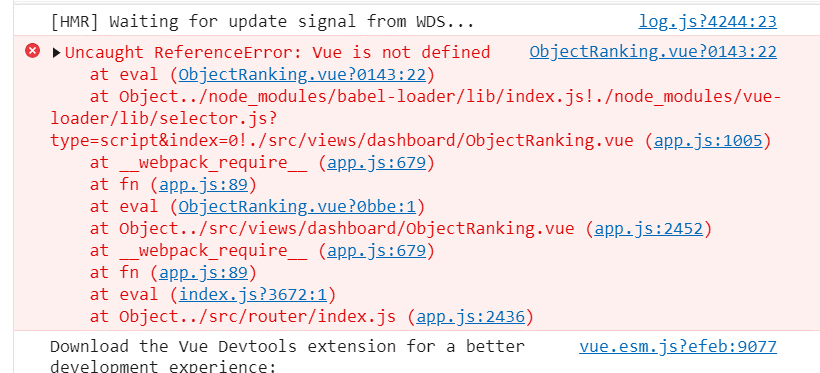 [HMR] Waiting for update signal from WDS... log.js?4244:23
Uncaught ReferenceError: Vue is not defined ObjectRanking.vue?0143:22
at eval (ObjectRanking.vue?0143:22)
at Object../node_modules/babel-loader/lib/index.js!./node_modules/vue-
loader/lib/selector.js?
type=script&index=0!./src/views/dashboard/ObjectRanking.vue (app.js:1005)
at __webpack_require__ (app.js:679)
at fn (app.js:89)
at eval (ObjectRanking.vue?0bbe:1)
at Object../src/views/dashboard/ObjectRanking.vue (app.js:2452)
at __webpack_require__ (app.js:679)
at fn (app.js:89)
at eval (index.js?3672:1)
at Object../src/router/index.js (app.js:2436)
Download the Vue Devtools extension for a better vue.esm.js?efeb:9077
development experience: